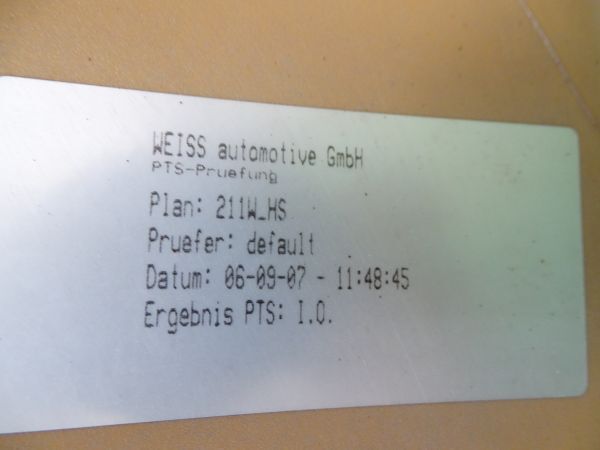 WEISS automotive GmbH
PTS-Pruefung
Plan: 211W_HS
Pruefer: default
Datum: 06-09-07 - 11:48:45
Ergebnis PTS: I.O.